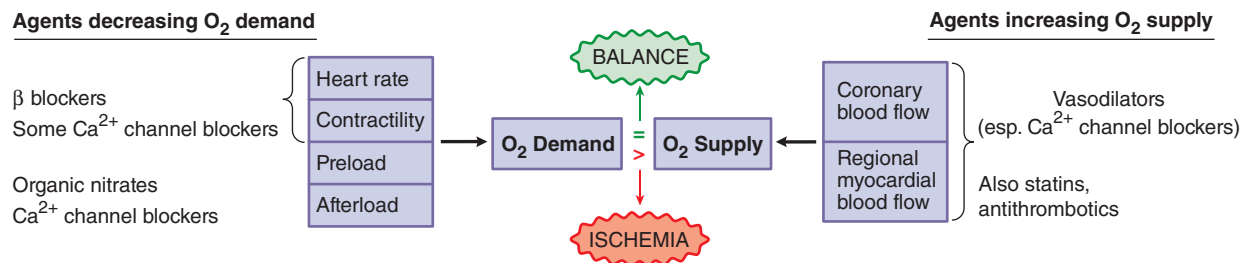 Agents decreasing O₂ demand
β blockers
Some Ca²⁺ channel blockers
Organic nitrates
Ca²⁺ channel blockers
Heart rate
Contractility
Preload
Afterload
O₂ Demand
BALANCE
=
>
ISCHEMIA
O₂ Supply
Agents increasing O₂ supply
Coronary
blood flow
Regional
myocardial
blood flow
Vasodilators
(esp. Ca²⁺ channel blockers)
Also statins,
antithrombotics